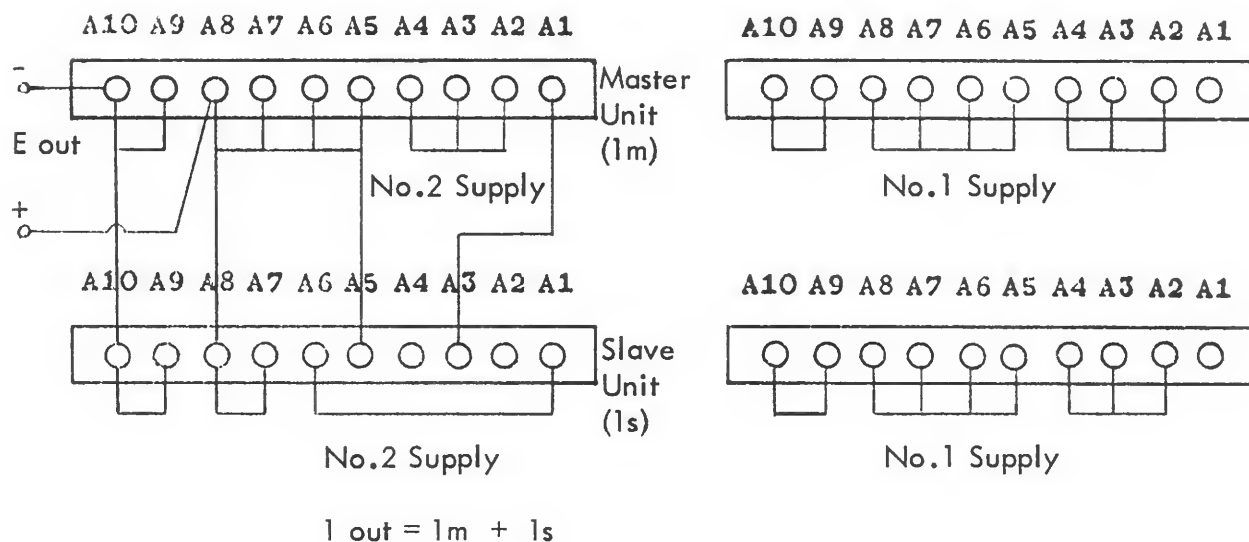 A10 A9 A8 A7 A6 A5 A4 A3 A2 A1
A10 A9 A8 A7 A6 A5 A4 A3 A2 A1
-
Master
Unit
(1m)
E out
No.2 Supply
No.1 Supply
+
A10 A9 A8 A7 A6 A5 A4 A3 A2 A1
A10 A9 A8 A7 A6 A5 A4 A3 A2 A1
Slave
Unit
(1s)
No.2 Supply
No.1 Supply
1 out = 1m + 1s